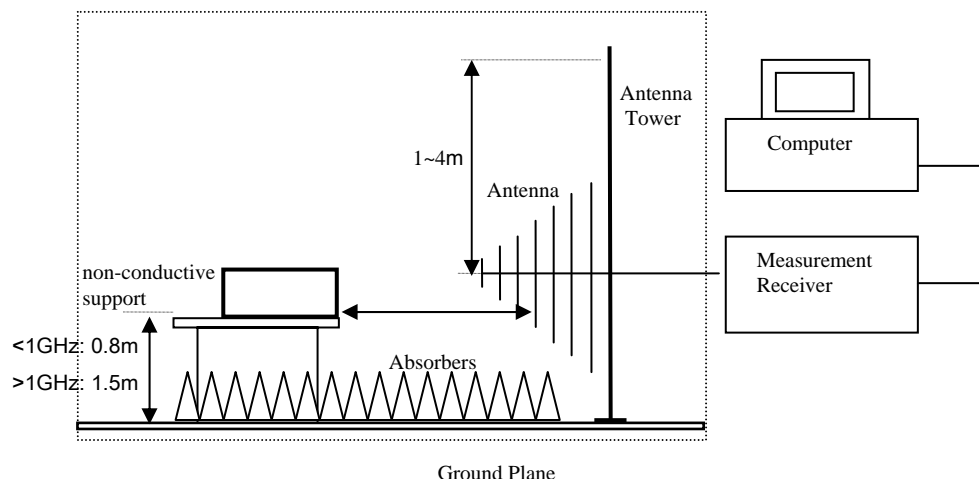 Antenna
Tower
Computer
1~4m
Antenna
Measurement
Receiver
non-conductive
support
<1GHz: 0.8m
>1GHz: 1.5m
Absorbers
Ground Plane